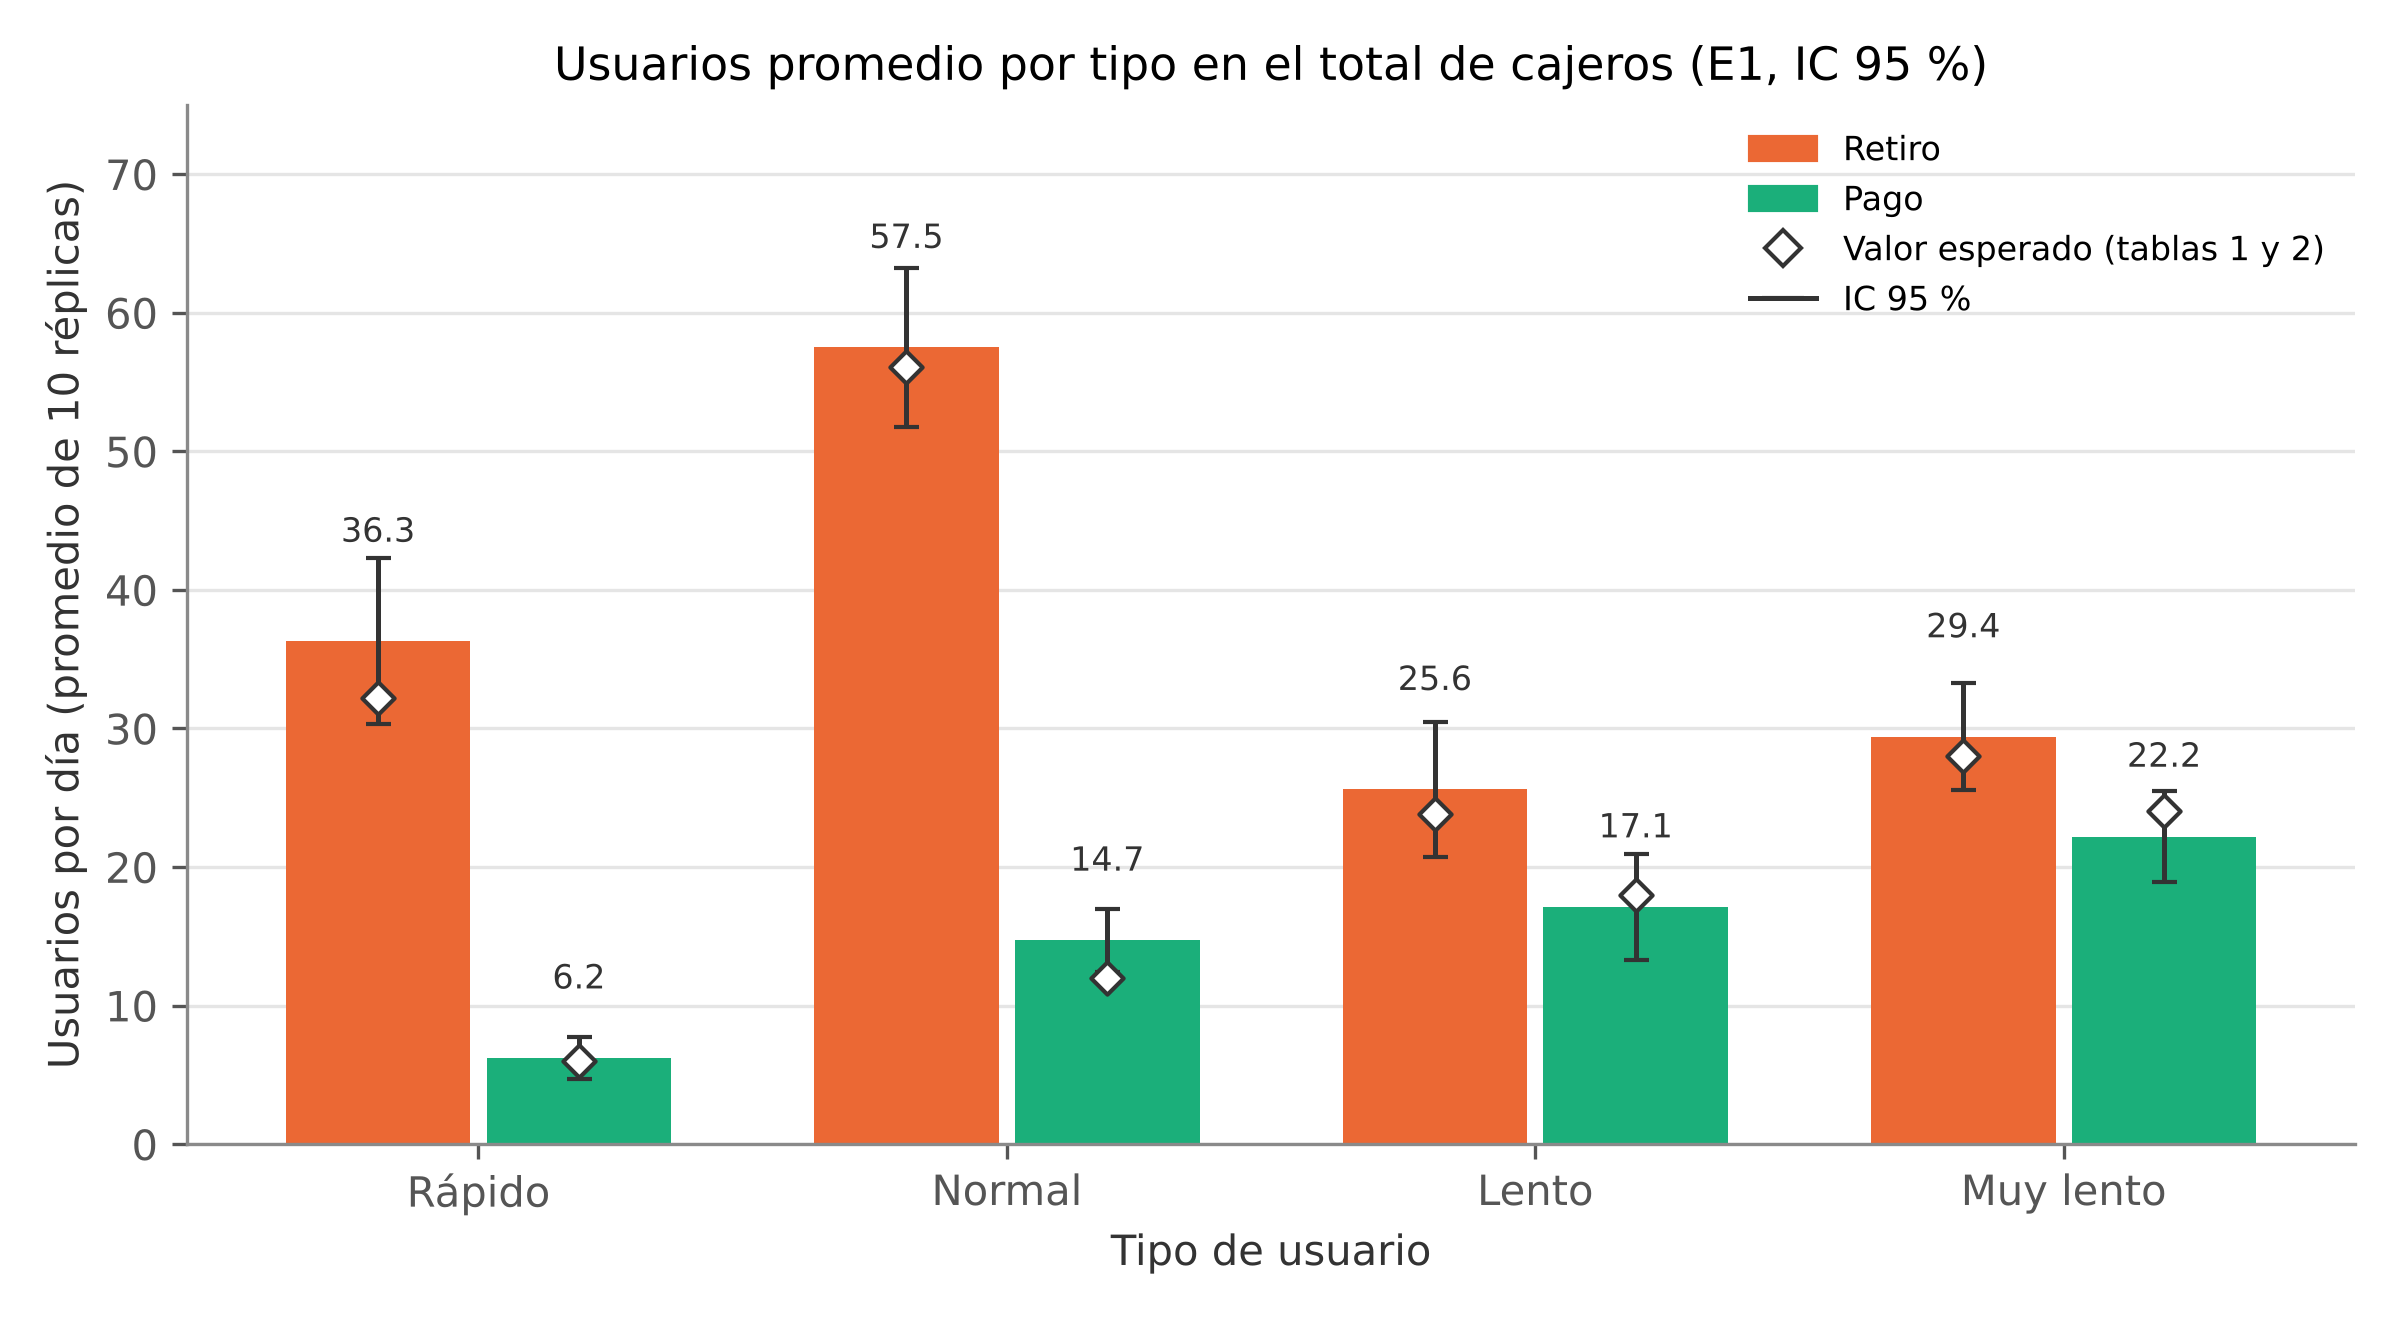 Usuarios promedio por tipo en el total de cajeros (E1, IC 95 %)
Retiro
Pago
Valor esperado (tablas 1 y 2)
IC 95 %
Usuarios por día (promedio de 10 réplicas)
70
60
50
40
30
20
10
0
36.3
6.2
57.5
14.7
25.6
17.1
29.4
22.2
Rápido
Normal
Lento
Muy lento
Tipo de usuario